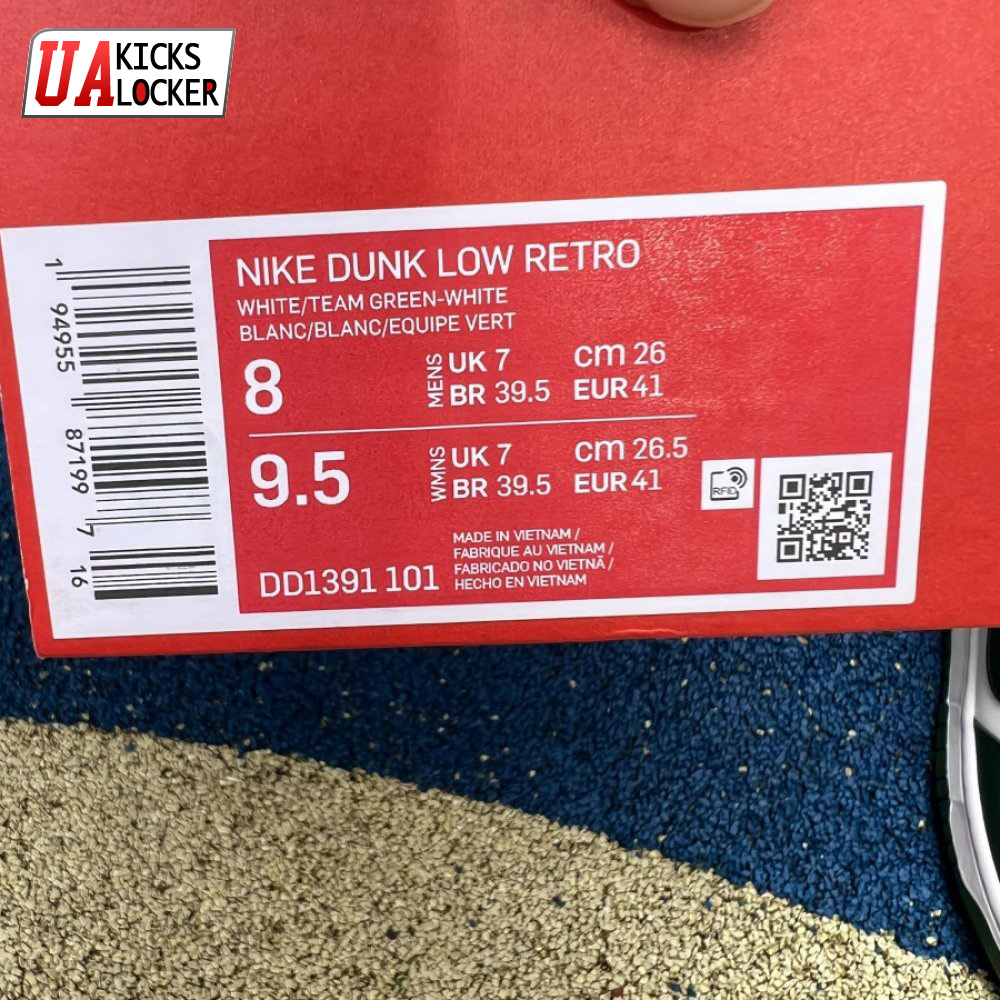 UA KICKS LOCKER
NIKE DUNK LOW RETRO
WHITE/TEAM GREEN-WHITE
BLANC/BLANC/EQUIPE VERT
8 MENS UK 7 cm 26
BR 39.5 EUR 41
9.5 WMNS UK 7 cm 26.5
BR 39.5 EUR 41
RFID
MADE IN VIETNAM /
FABRIQUE AU VIETNAM /
FABRICADO NO VIETNÃ /
HECHO EN VIETNAM
DD1391 101
1 94955 87199 7 16